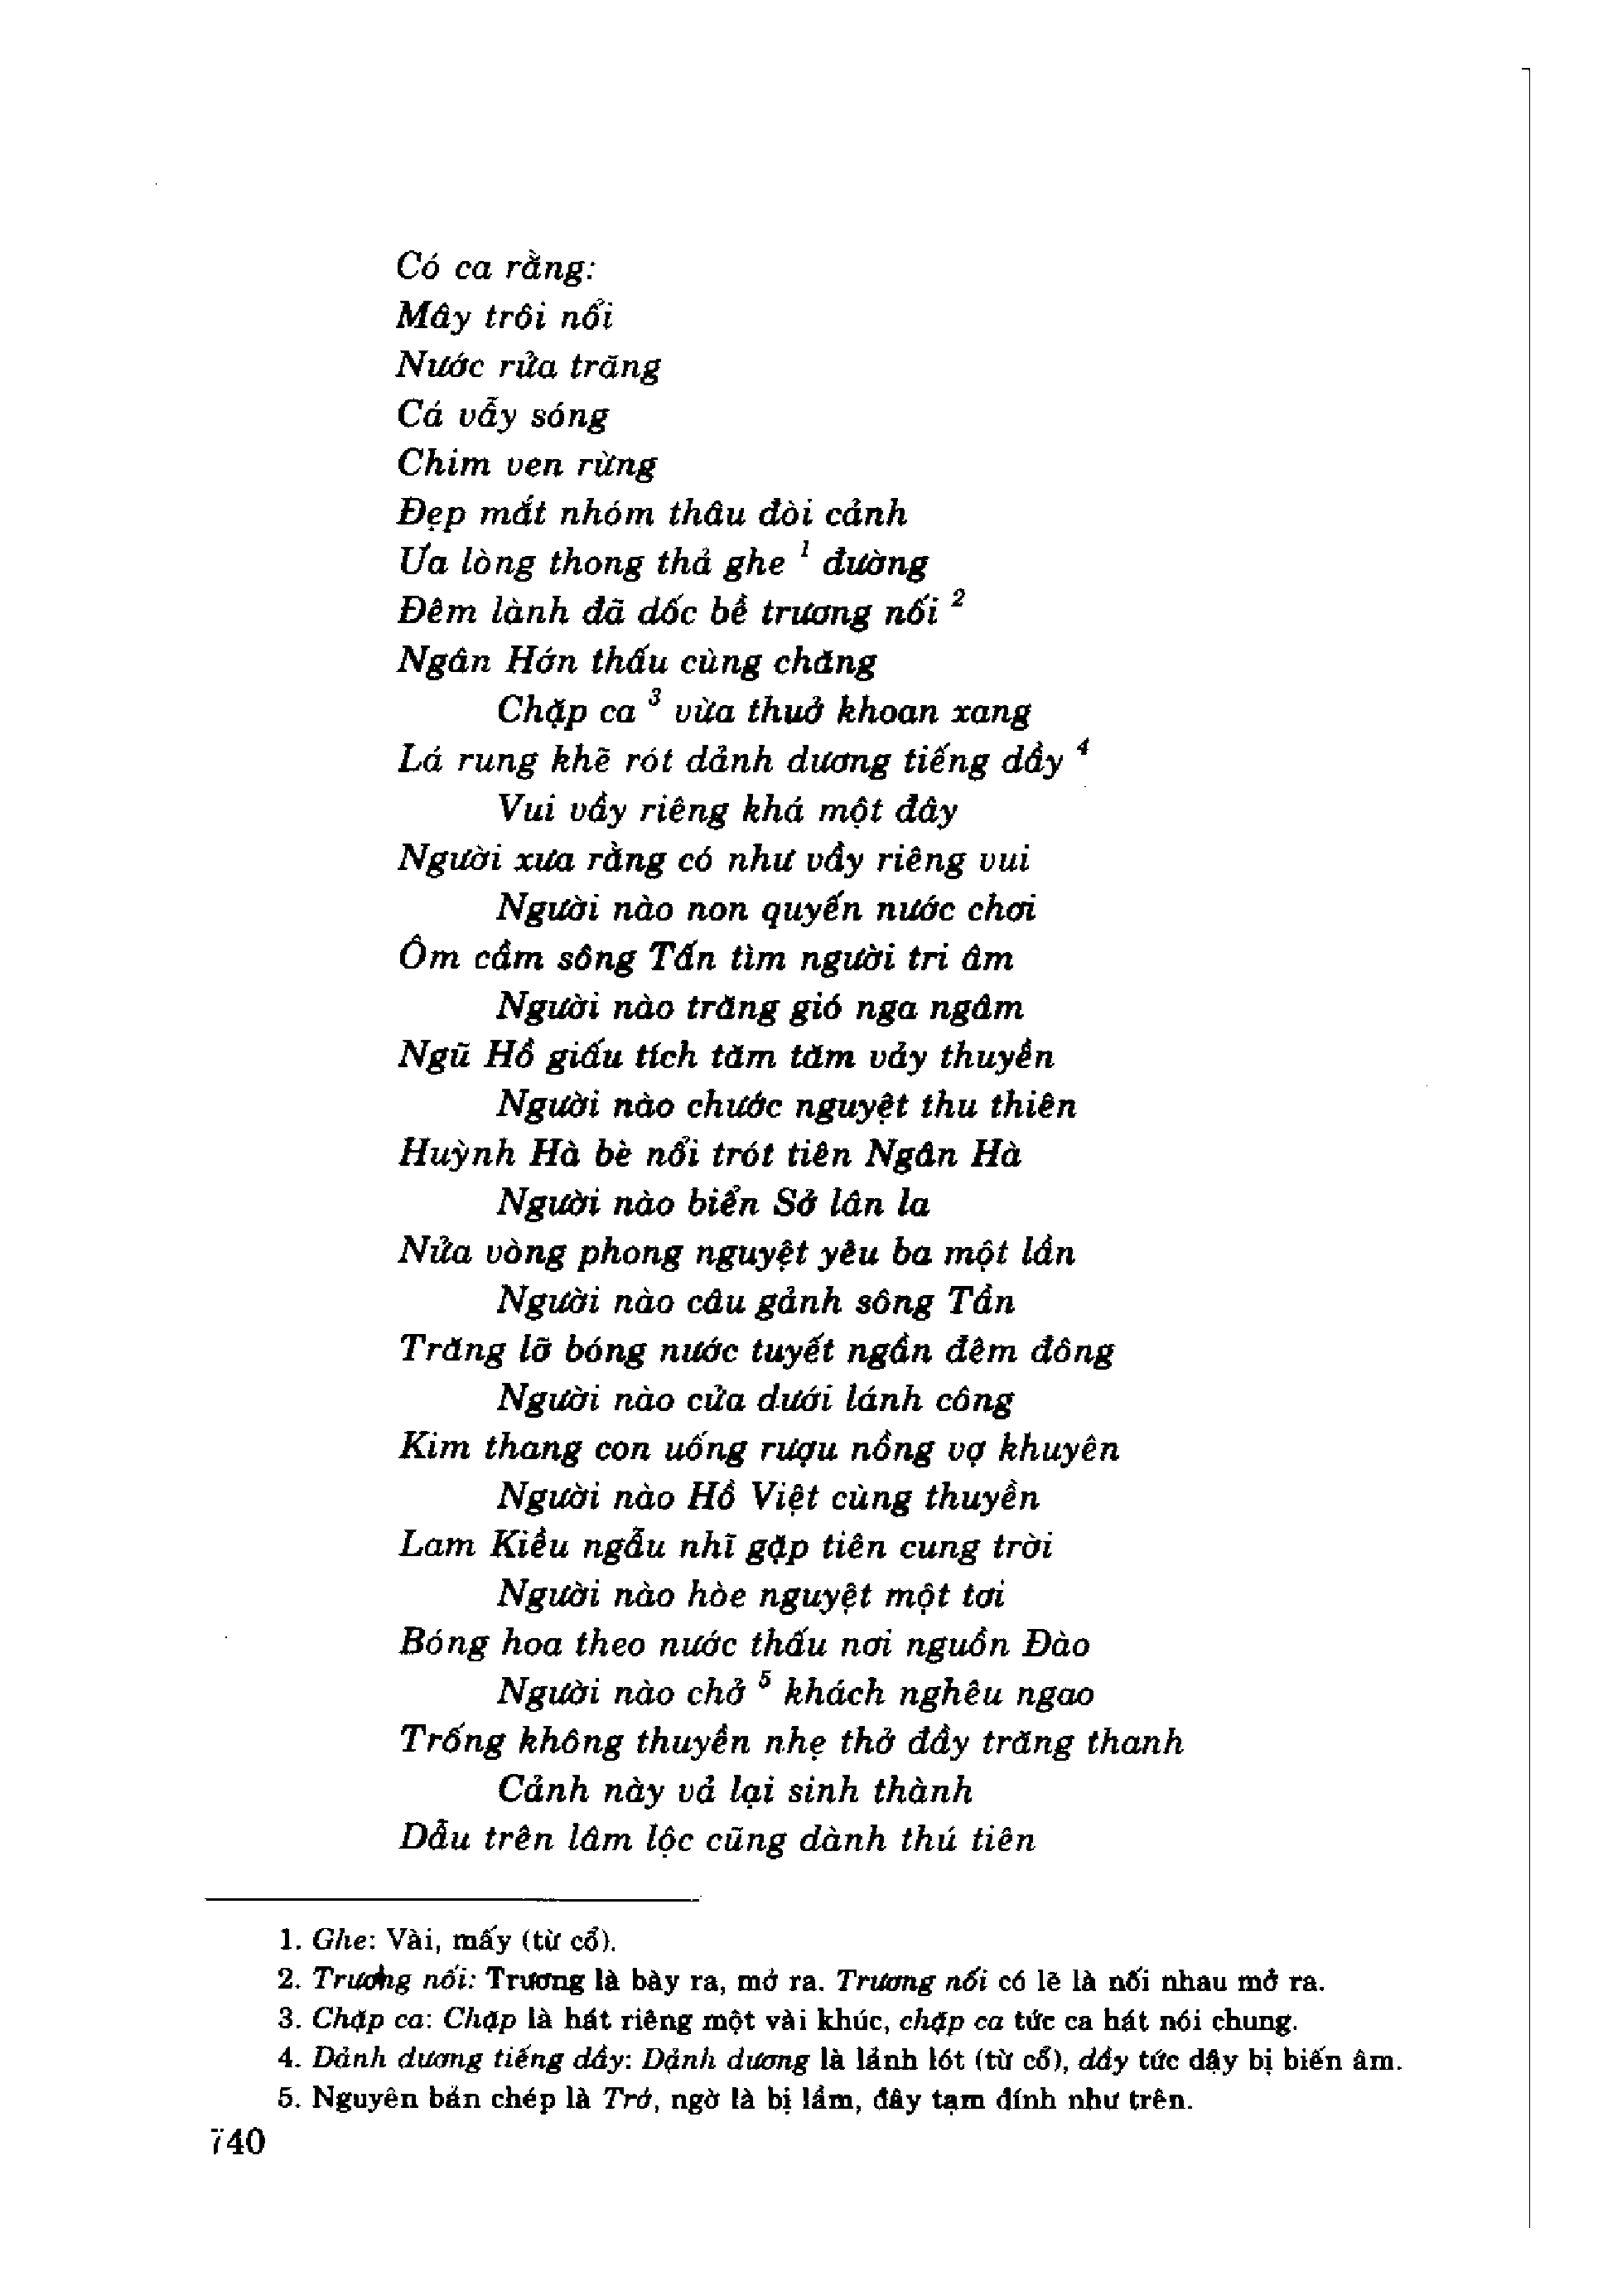 Có ca rằng:
Mây trôi nổi
Nước rửa trăng
Cá vẫy sóng
Chim ven rừng
Đẹp mắt nhóm thâu đòi cảnh
Ưa lòng thong thả ghe ¹ đường
Đêm lành đã dốc bề trương nối ²
Ngân Hớn thấu cùng chăng
Chặp ca ³ vừa thuở khoan xang
Lá rung khẽ rót dảnh dương tiếng dầy ⁴
Vui vầy riêng khá một đây
Người xưa rằng có như vầy riêng vui
Người nào non quyến nước chơi
Ôm cầm sông Tấn tìm người tri âm
Người nào trăng gió nga ngâm
Ngũ Hồ giấu tích tăm tăm vảy thuyền
Người nào chước nguyệt thu thiên
Huỳnh Hà bè nổi trót tiên Ngân Hà
Người nào biển Sở lân la
Nửa vòng phong nguyệt yêu ba một lần
Người nào câu gảnh sông Tần
Trăng lỡ bóng nước tuyết ngần đêm đông
Người nào cửa dưới lánh công
Kim thang con uống rượu nồng vợ khuyên
Người nào Hồ Việt cùng thuyền
Lam Kiều ngẫu nhĩ gặp tiên cung trời
Người nào hòe nguyệt một tơi
Bóng hoa theo nước thấu nơi nguồn Đào
Người nào chở ⁵ khách nghêu ngao
Trống không thuyền nhẹ thở đầy trăng thanh
Cảnh này vả lại sinh thành
Dẫu trên lâm lộc cũng dành thú tiên
1. Ghe: Vài, mấy (từ cổ).
2. Trương nối: Trương là bày ra, mở ra. Trương nối có lẽ là nối nhau mở ra.
3. Chặp ca: Chặp là hát riêng một vài khúc, chặp ca tức ca hát nói chung.
4. Dảnh dương tiếng dầy: Dảnh dương là lảnh lót (từ cổ), dầy tức dậy bị biến âm.
5. Nguyên bản chép là Trở, ngờ là bị lầm, đây tạm đính như trên.
740